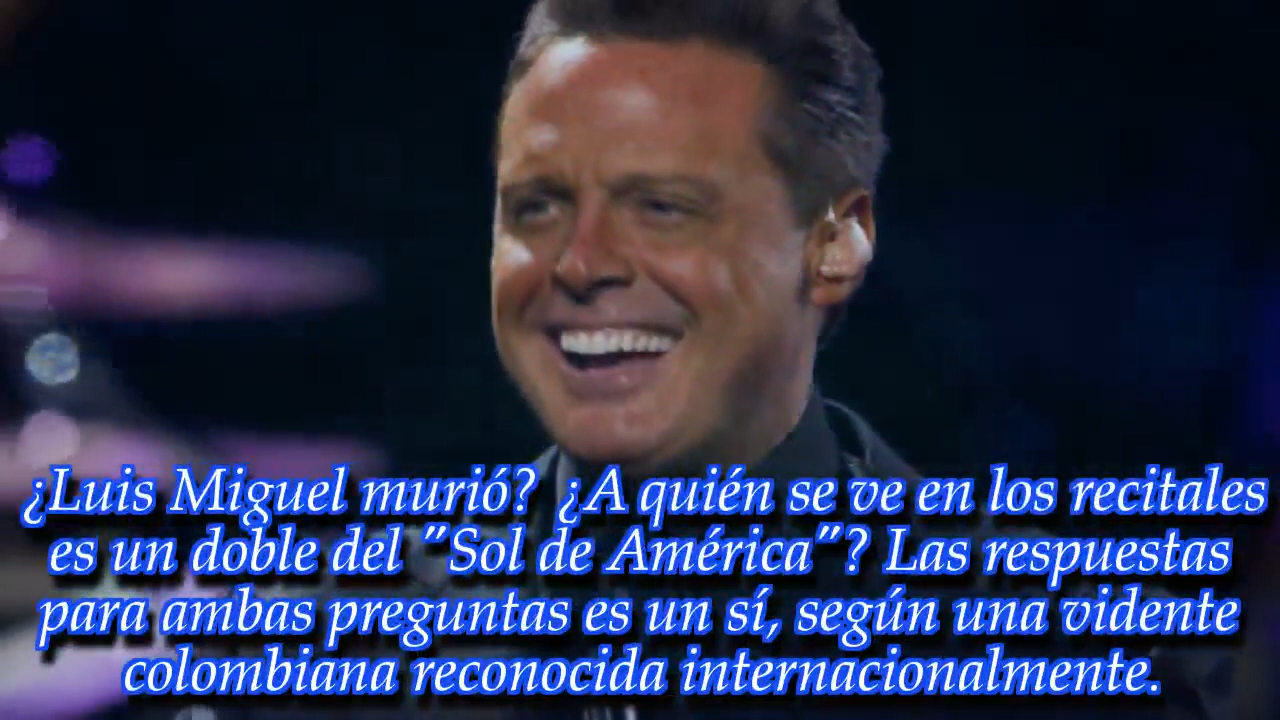 ¿Luis Miguel murió? ¿A quién se ve en los recitales
es un doble del "Sol de América"? Las respuestas
para ambas preguntas es un sí, según una vidente
colombiana reconocida internacionalmente.